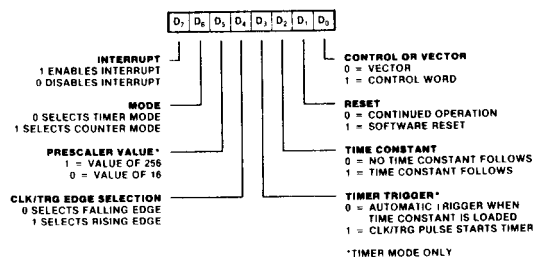 D7 D6 D5 D4 D3 D2 D1 D0
INTERRUPT
1 ENABLES INTERRUPT
0 DISABLES INTERRUPT
MODE
0 SELECTS TIMER MODE
1 SELECTS COUNTER MODE
PRESCALER VALUE*
1 = VALUE OF 256
0 = VALUE OF 16
CLK/TRG EDGE SELECTION
0 SELECTS FALLING EDGE
1 SELECTS RISING EDGE
CONTROL OR VECTOR
0 = VECTOR
1 = CONTROL WORD
RESET
0 = CONTINUED OPERATION
1 = SOFTWARE RESET
TIME CONSTANT
0 = NO TIME CONSTANT FOLLOWS
1 = TIME CONSTANT FOLLOWS
TIMER TRIGGER*
0 = AUTOMATIC TRIGGER WHEN
TIME CONSTANT IS LOADED
1 = CLK/TRG PULSE STARTS TIMER
*TIMER MODE ONLY